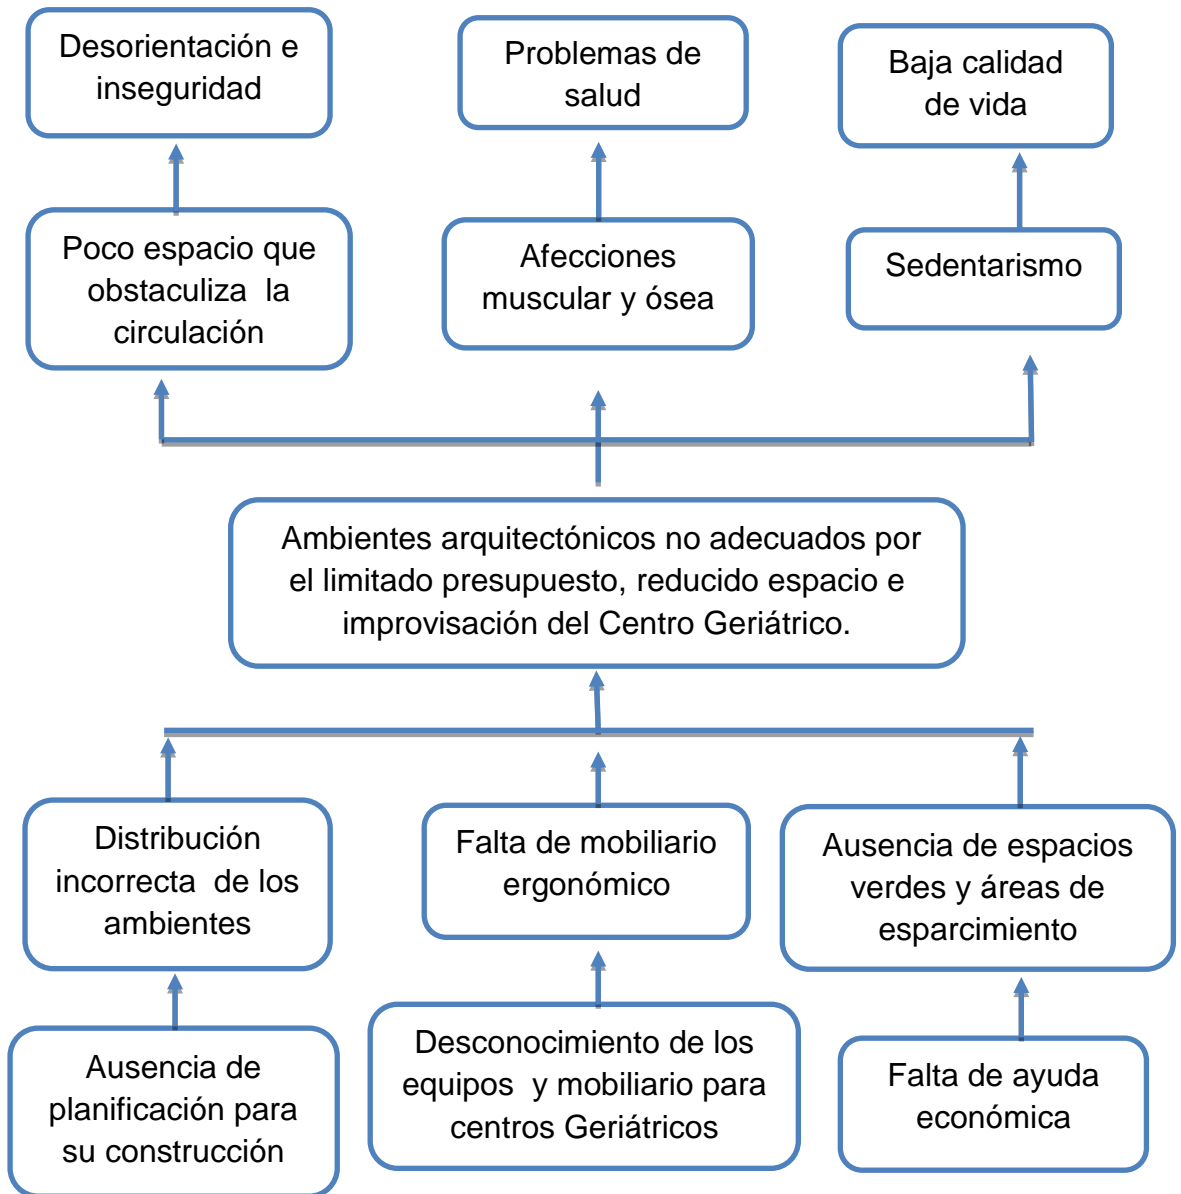 Desorientación e
inseguridad
Problemas de
salud
Baja calidad
de vida
Poco espacio que
obstaculiza  la
circulación
Afecciones
muscular y ósea
Sedentarismo
Ambientes arquitectónicos no adecuados por
el limitado presupuesto, reducido espacio e
improvisación del Centro Geriátrico.
Distribución
incorrecta  de los
ambientes
Falta de mobiliario
ergonómico
Ausencia de espacios
verdes y áreas de
esparcimiento
Ausencia de
planificación para
su construcción
Desconocimiento de los
equipos  y mobiliario para
centros Geriátricos
Falta de ayuda
económica